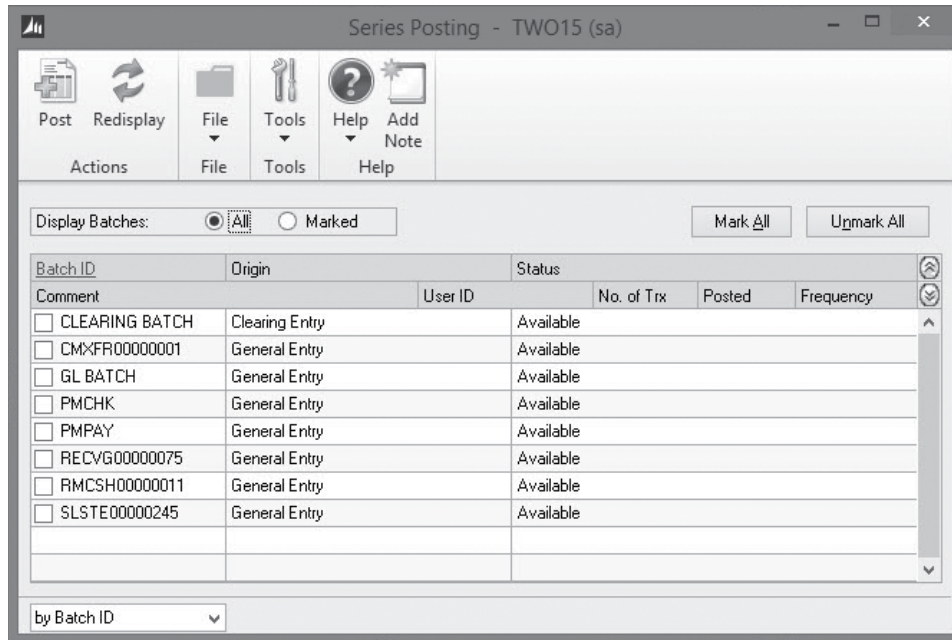 Series Posting - TWO15 (sa)
Post Redisplay File Tools Help Add Note
Actions File Tools Help
Display Batches: All Marked Mark All Unmark All
Batch ID Origin Status
Comment User ID No. of Trx Posted Frequency
CLEARING BATCH Clearing Entry Available
CMXFR00000001 General Entry Available
GL BATCH General Entry Available
PMCHK General Entry Available
PMPAY General Entry Available
RECVG00000075 General Entry Available
RMCSH00000011 General Entry Available
SLSTE00000245 General Entry Available
by Batch ID